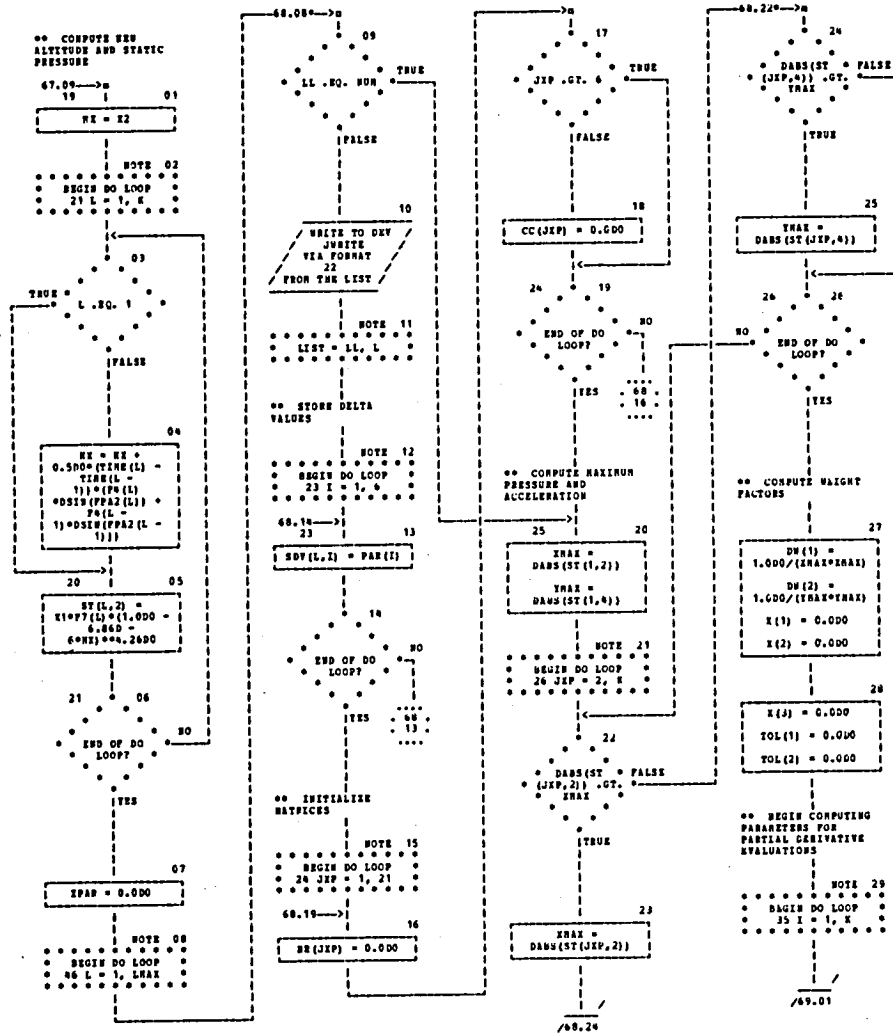 ** COMPUTE NEW
ALTITUDE AND STATIC
PRESSURE
67.09-->
19
01
HX = X2
NOTE 02
BEGIN DO LOOP
21 L = 1, K
03
TRUE
L .EQ. 1
FALSE
04
HX = HX +
0.5D0*(TIME(L) -
TIME(L -
1))*(F4(L)
*DSIN(FPA2(L)) +
F4(L -
1)*DSIN(FPA2(L -
1)))
20
05
ST(L,2) =
X1*F7(L)*(1.0D0 -
6.86D -
6*HX)**4.26D0
21
06
END OF DO
LOOP?
NO
YES
07
XPAR = 0.0D0
NOTE 08
BEGIN DO LOOP
46 L = 1, LMAX
68.08*-->
09
LL .EQ. NUM
TRUE
FALSE
10
WRITE TO DEV
JWRITE
VIA FORMAT
22
FROM THE LIST
NOTE 11
LIST = LL, L
** STORE DELTA
VALUES
NOTE 12
BEGIN DO LOOP
23 I = 1, 4
68.14-->
23
13
SDV(L,I) = PAR(I)
14
END OF DO
LOOP?
NO
68
13
YES
** INITIALIZE
MATRICES
NOTE 15
BEGIN DO LOOP
24 JXP = 1, 21
68.19-->
16
BR(JXP) = 0.0D0
17
JXP .GT. 6
TRUE
FALSE
18
CC(JXP) = 0.0D0
24
19
END OF DO
LOOP?
NO
68
16
YES
** COMPUTE MAXIMUM
PRESSURE AND
ACCELERATION
25
20
XMAX =
DABS(ST(1,2))
YMAX =
DABS(ST(1,4))
NOTE 21
BEGIN DO LOOP
26 JXP = 2, K
22
DABS(ST
(JXP,2)) .GT.
XMAX
FALSE
TRUE
23
XMAX =
DABS(ST(JXP,2))
/68.24
68.22*-->
24
DABS(ST
(JXP,4)) .GT.
YMAX
FALSE
TRUE
25
YMAX =
DABS(ST(JXP,4))
26
26
END OF DO
LOOP?
NO
YES
** COMPUTE WEIGHT
FACTORS
27
DW(1) =
1.0D0/(XMAX*XMAX)
DW(2) =
1.0D0/(YMAX*YMAX)
X(1) = 0.0D0
X(2) = 0.0D0
28
X(3) = 0.0D0
TOL(1) = 0.0D0
TOL(2) = 0.0D0
** BEGIN COMPUTING
PARAMETERS FOR
PARTIAL DERIVATIVE
EVALUATIONS
NOTE 29
BEGIN DO LOOP
35 I = 1, K
/69.01